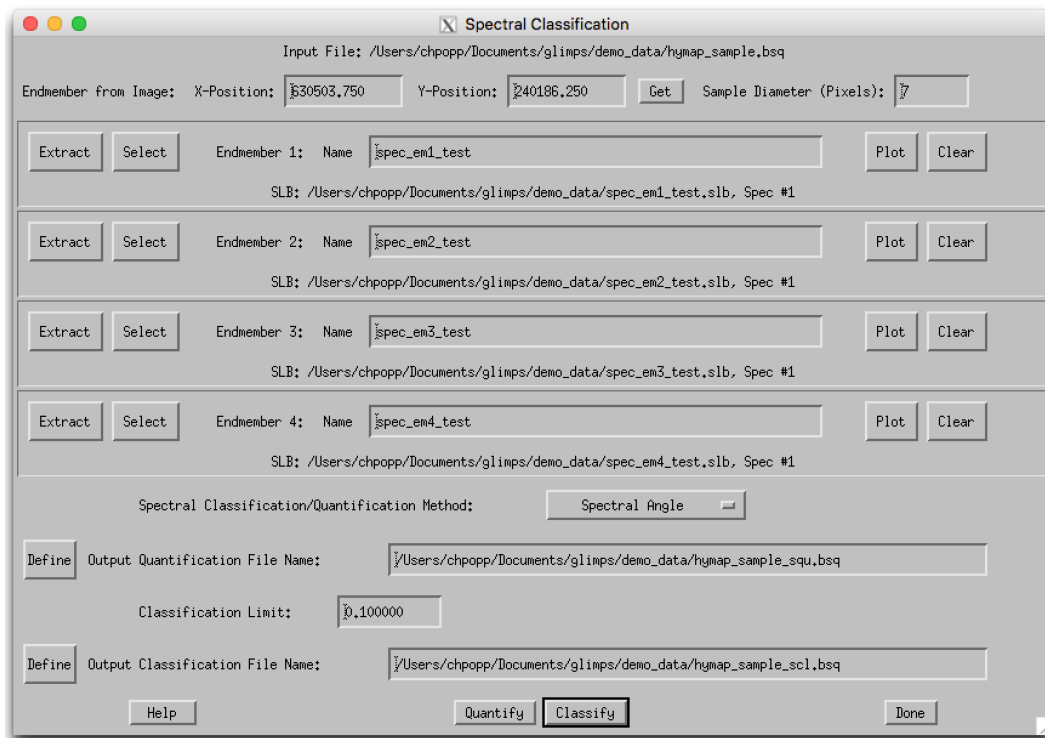 Spectral Classification
Input File: /Users/chpopp/Documents/glimps/demo_data/hymap_sample.bsq
Endmember from Image: X-Position: 630503.750 Y-Position: 240186.250 Get Sample Diameter (Pixels): 7
Extract Select Endmember 1: Name spec_em1_test Plot Clear
SLB: /Users/chpopp/Documents/glimps/demo_data/spec_em1_test.slb, Spec #1
Extract Select Endmember 2: Name spec_em2_test Plot Clear
SLB: /Users/chpopp/Documents/glimps/demo_data/spec_em2_test.slb, Spec #1
Extract Select Endmember 3: Name spec_em3_test Plot Clear
SLB: /Users/chpopp/Documents/glimps/demo_data/spec_em3_test.slb, Spec #1
Extract Select Endmember 4: Name spec_em4_test Plot Clear
SLB: /Users/chpopp/Documents/glimps/demo_data/spec_em4_test.slb, Spec #1
Spectral Classification/Quantification Method: Spectral Angle
Define Output Quantification File Name: /Users/chpopp/Documents/glimps/demo_data/hymap_sample_squ.bsq
Classification Limit: 0.100000
Define Output Classification File Name: /Users/chpopp/Documents/glimps/demo_data/hymap_sample_scl.bsq
Help Quantify Classify Done